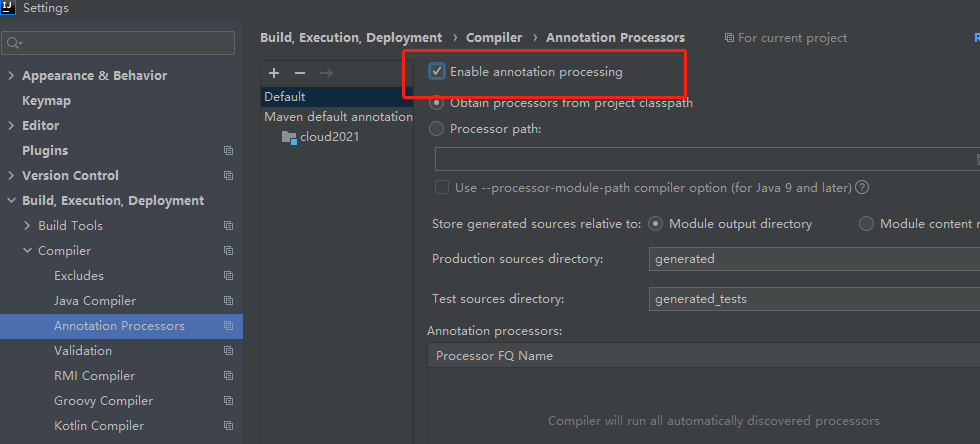 IJ Settings
Build, Execution, Deployment › Compiler › Annotation Processors For current project R
Appearance & Behavior
Keymap
Editor
Plugins
Version Control
Build, Execution, Deployment
Build Tools
Compiler
Excludes
Java Compiler
Annotation Processors
Validation
RMI Compiler
Groovy Compiler
Kotlin Compiler
Default
Maven default annotation
cloud2021
Enable annotation processing
Obtain processors from project classpath
Processor path:
Use --processor-module-path compiler option (for Java 9 and later) ?
Store generated sources relative to: Module output directory Module content r
Production sources directory: generated
Test sources directory: generated_tests
Annotation processors:
Processor FQ Name
Compiler will run all automatically discovered processors